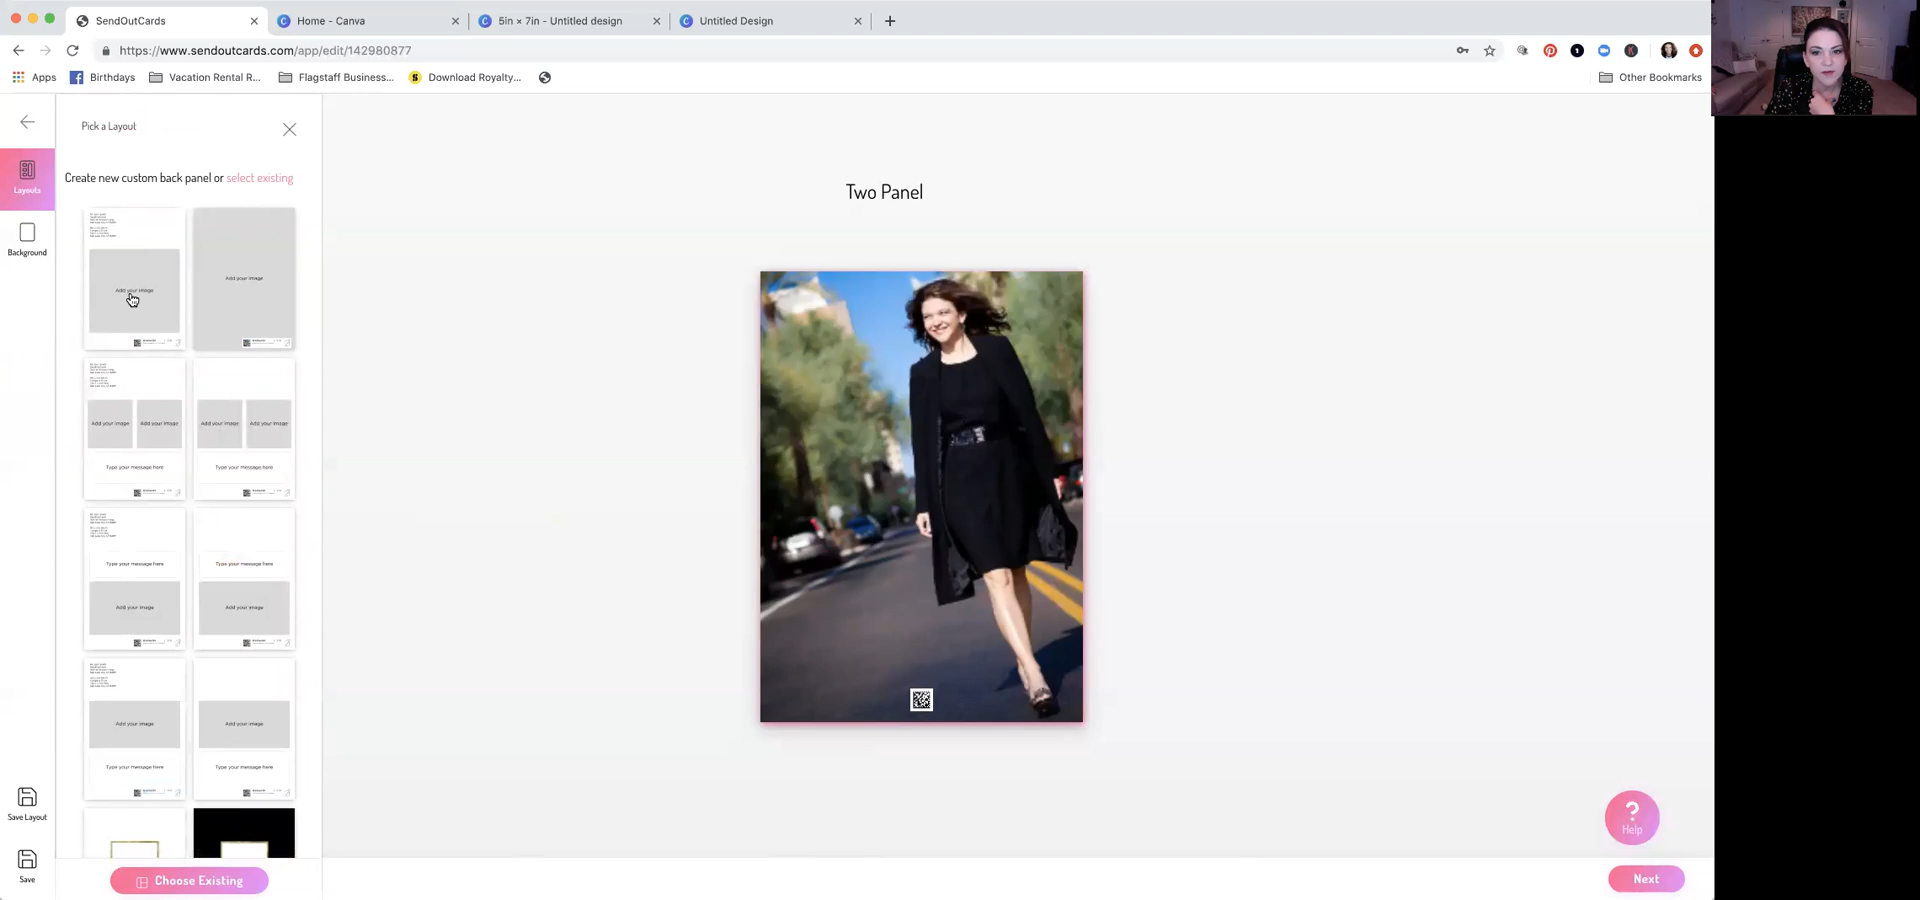 SendOutCards
Home - Canva
5in × 7in - Untitled design
Untitled Design
https://www.sendoutcards.com/app/edit/142980877
Apps
Birthdays
Vacation Rental R...
Flagstaff Business...
Download Royalty...
Other Bookmarks
Pick a Layout
Layouts
Create new custom back panel or select existing
Background
Two Panel
Add your image
Add your image
Add your image
Add your image
Add your image
Add your image
Type your message here
Type your message here
Type your message here
Type your message here
Add your image
Add your image
Add your image
Add your image
Type your message here
Type your message here
Save Layout
Save
Choose Existing
Help
Next